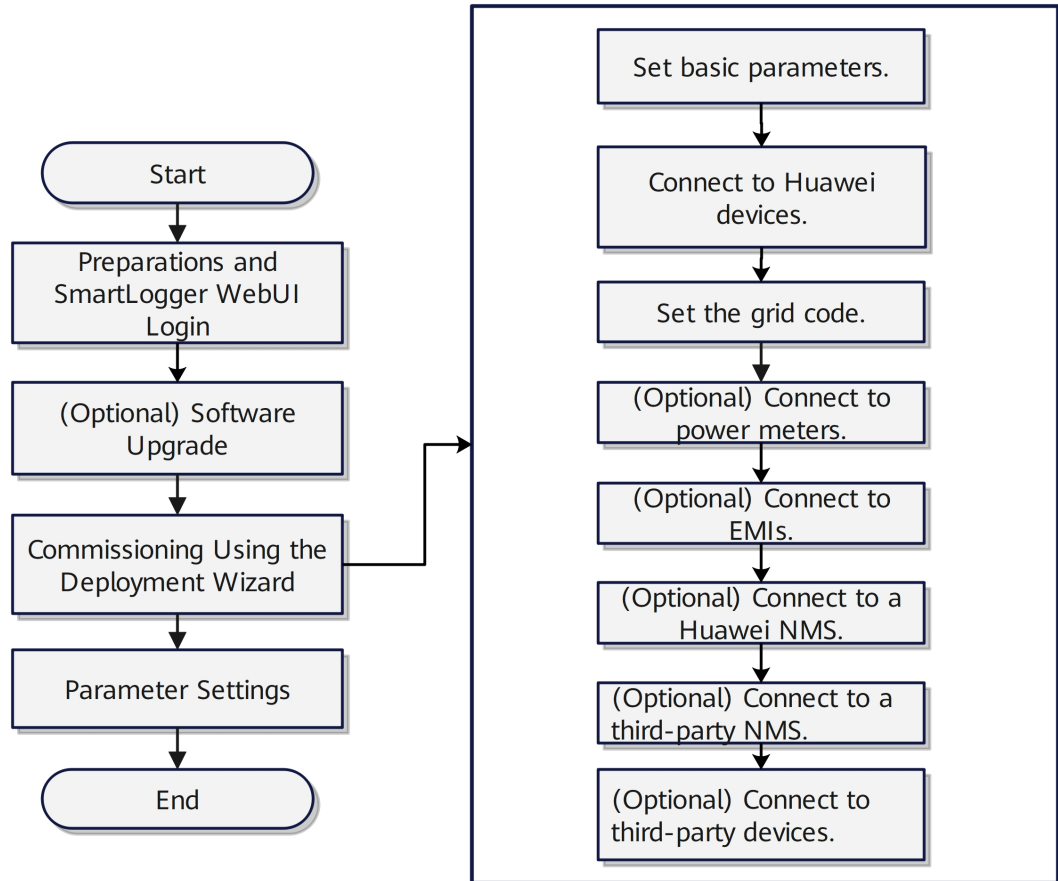 Start
Preparations and
SmartLogger WebUI
Login
(Optional) Software
Upgrade
Commissioning Using the
Deployment Wizard
Parameter Settings
End
Set basic parameters.
Connect to Huawei
devices.
Set the grid code.
(Optional) Connect to
power meters.
(Optional) Connect to
EMIs.
(Optional) Connect to a
Huawei NMS.
(Optional) Connect to a
third-party NMS.
(Optional) Connect to
third-party devices.